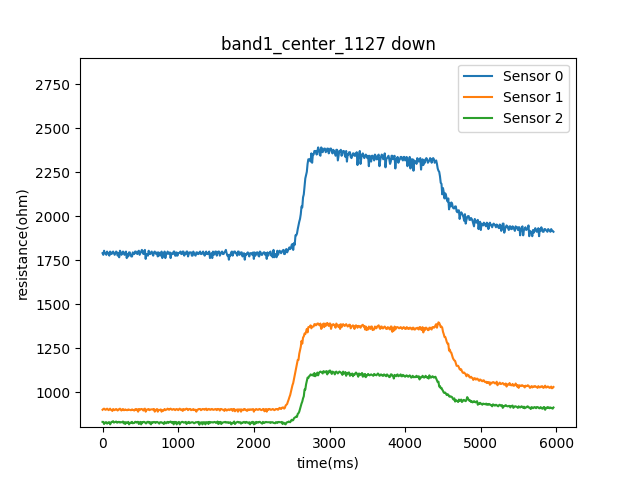 band1_center_1127 down
Sensor 0
Sensor 1
Sensor 2
resistance(ohm)
2750
2500
2250
2000
1750
1500
1250
1000
0 1000 2000 3000 4000 5000 6000
time(ms)